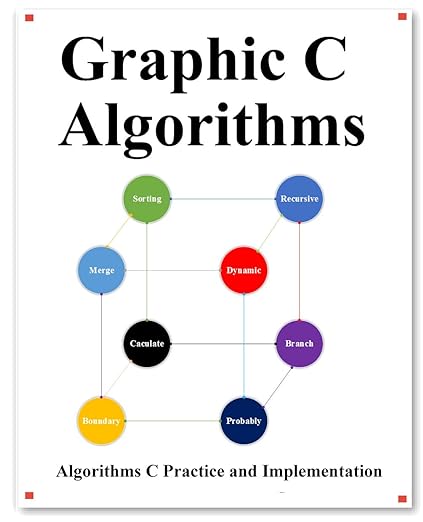 Graphic C
Algorithms
Sorting
Recursive
Merge
Dynamic
Caculate
Branch
Boundary
Probably
Algorithms C Practice and Implementation